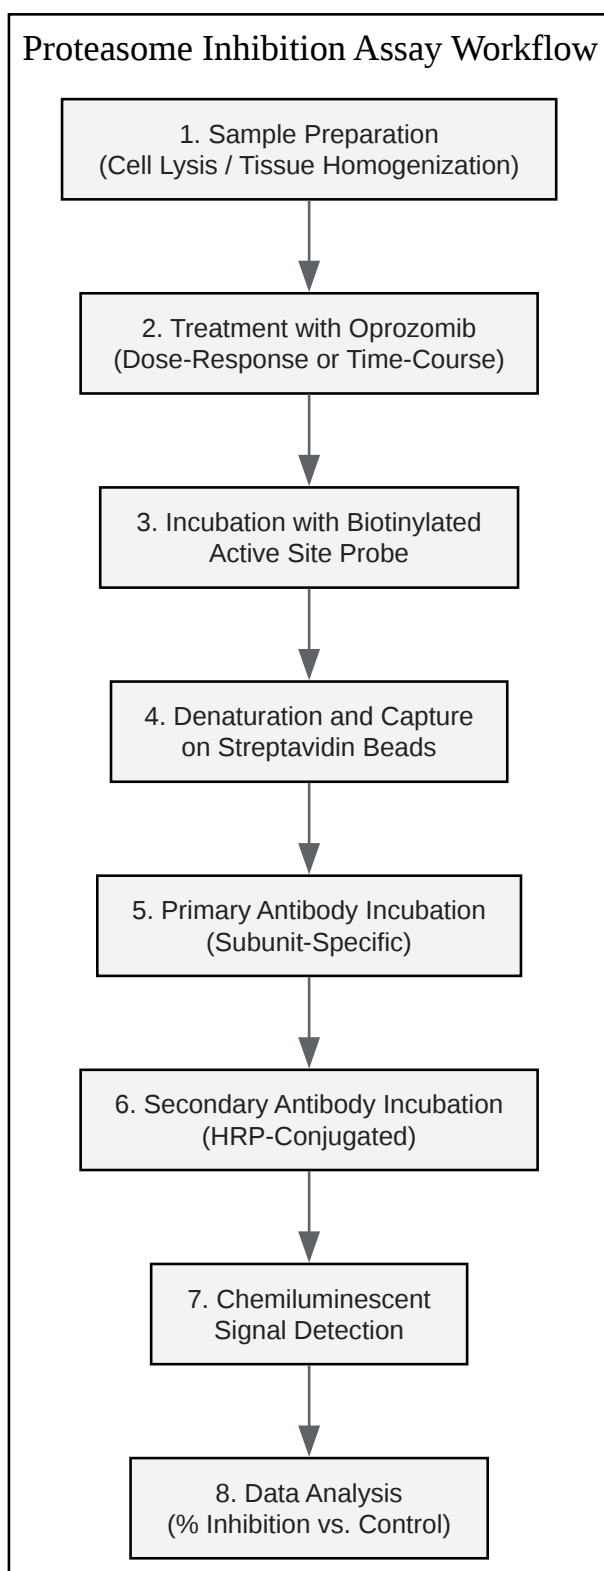 Proteasome Inhibition Assay Workflow
1. Sample Preparation
(Cell Lysis / Tissue Homogenization)
2. Treatment with Oprozomib
(Dose-Response or Time-Course)
3. Incubation with Biotinylated
Active Site Probe
4. Denaturation and Capture
on Streptavidin Beads
5. Primary Antibody Incubation
(Subunit-Specific)
6. Secondary Antibody Incubation
(HRP-Conjugated)
7. Chemiluminescent
Signal Detection
8. Data Analysis
(% Inhibition vs. Control)